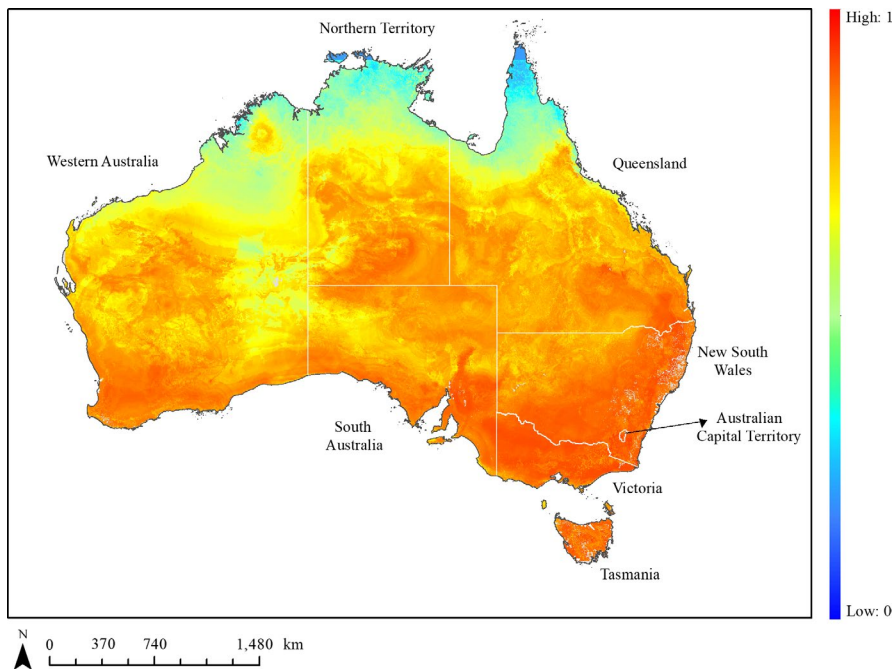 High: 1
Northern Territory
Western Australia
Queensland
New South
Wales
Australian
Capital Territory
South
Australia
Victoria
Tasmania
Low: 0
N
0 370 740 1,480 km